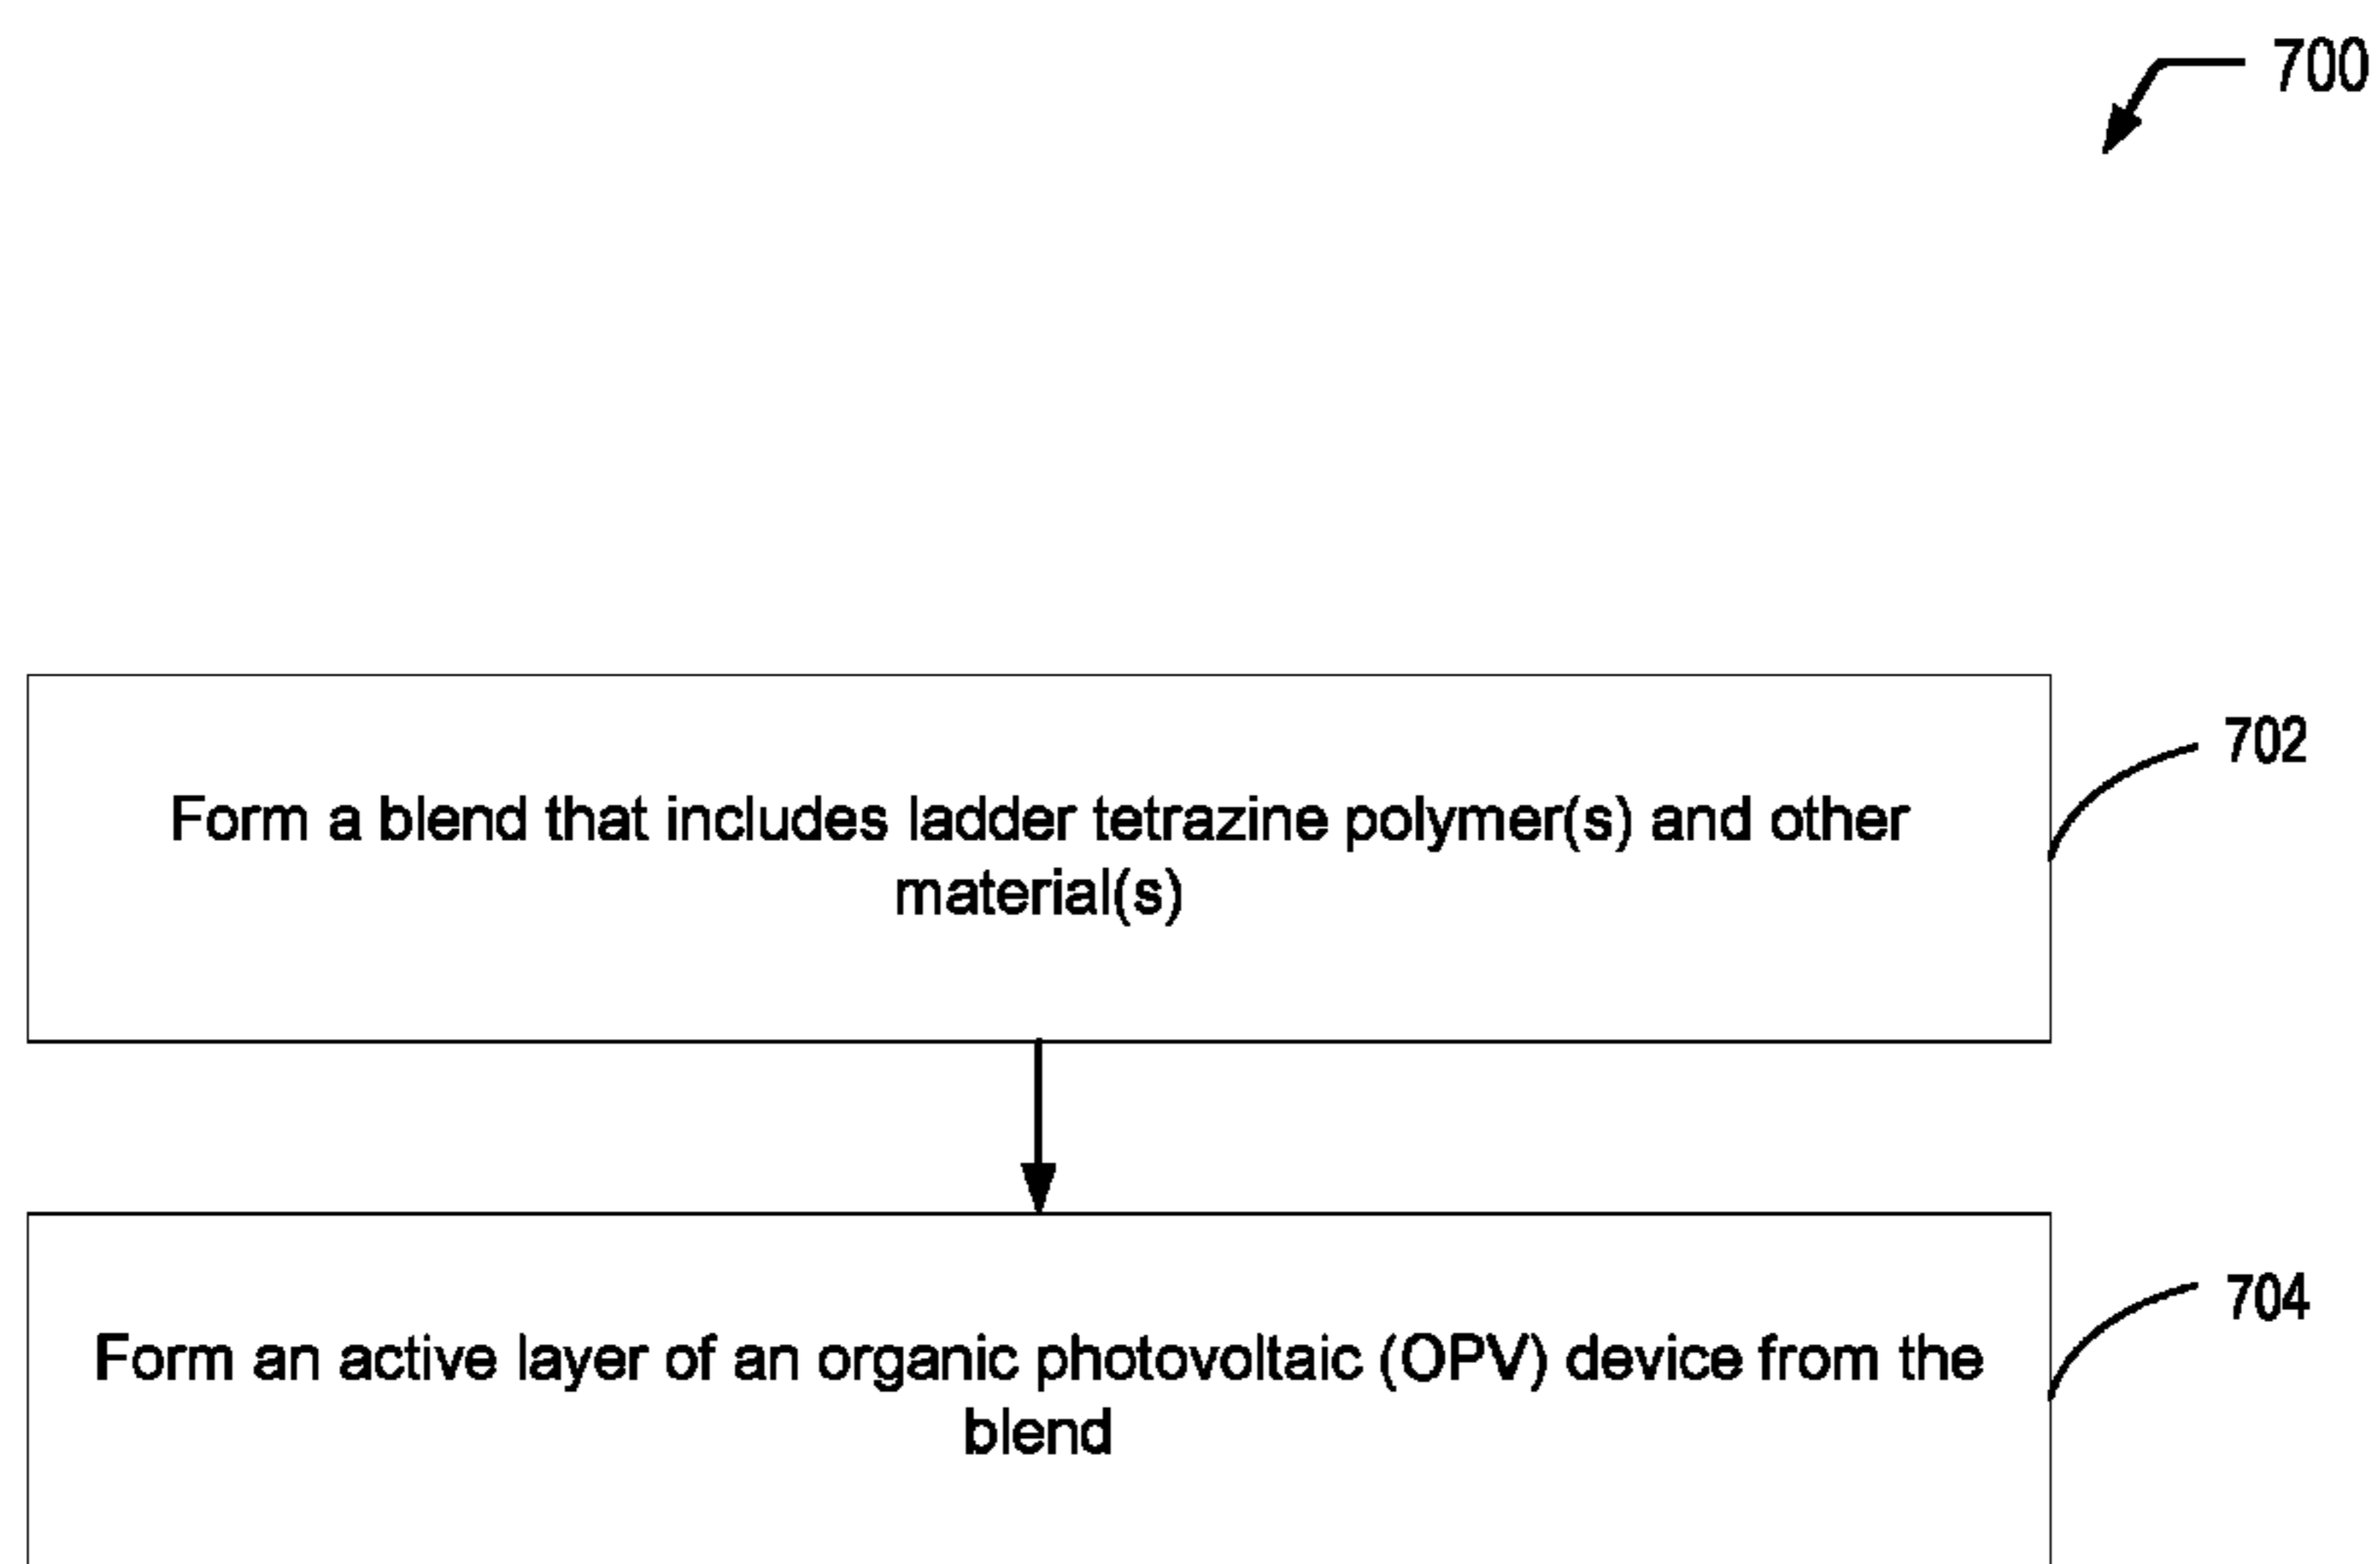 700
702
Form a blend that includes ladder tetrazine polymer(s) and other
material(s)
704
Form an active layer of an organic photovoltaic (OPV) device from the
blend